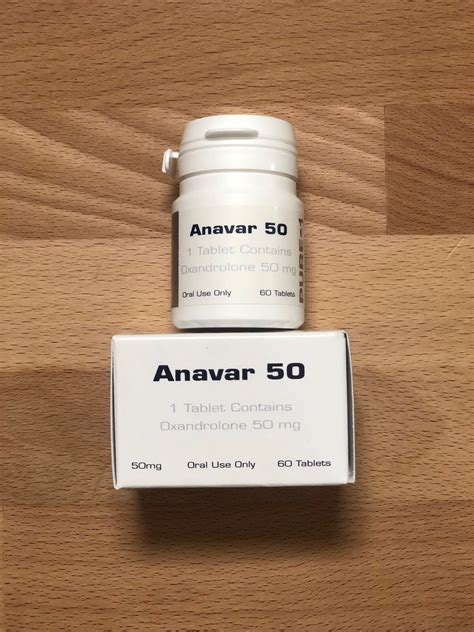 Anavar 50
1 Tablet Contains
Oxandrolone 50 mg
Oral Use Only 60 Tablets
Anavar 50
1 Tablet Contains
Oxandrolone 50 mg
50mg Oral Use Only 60 Tablets